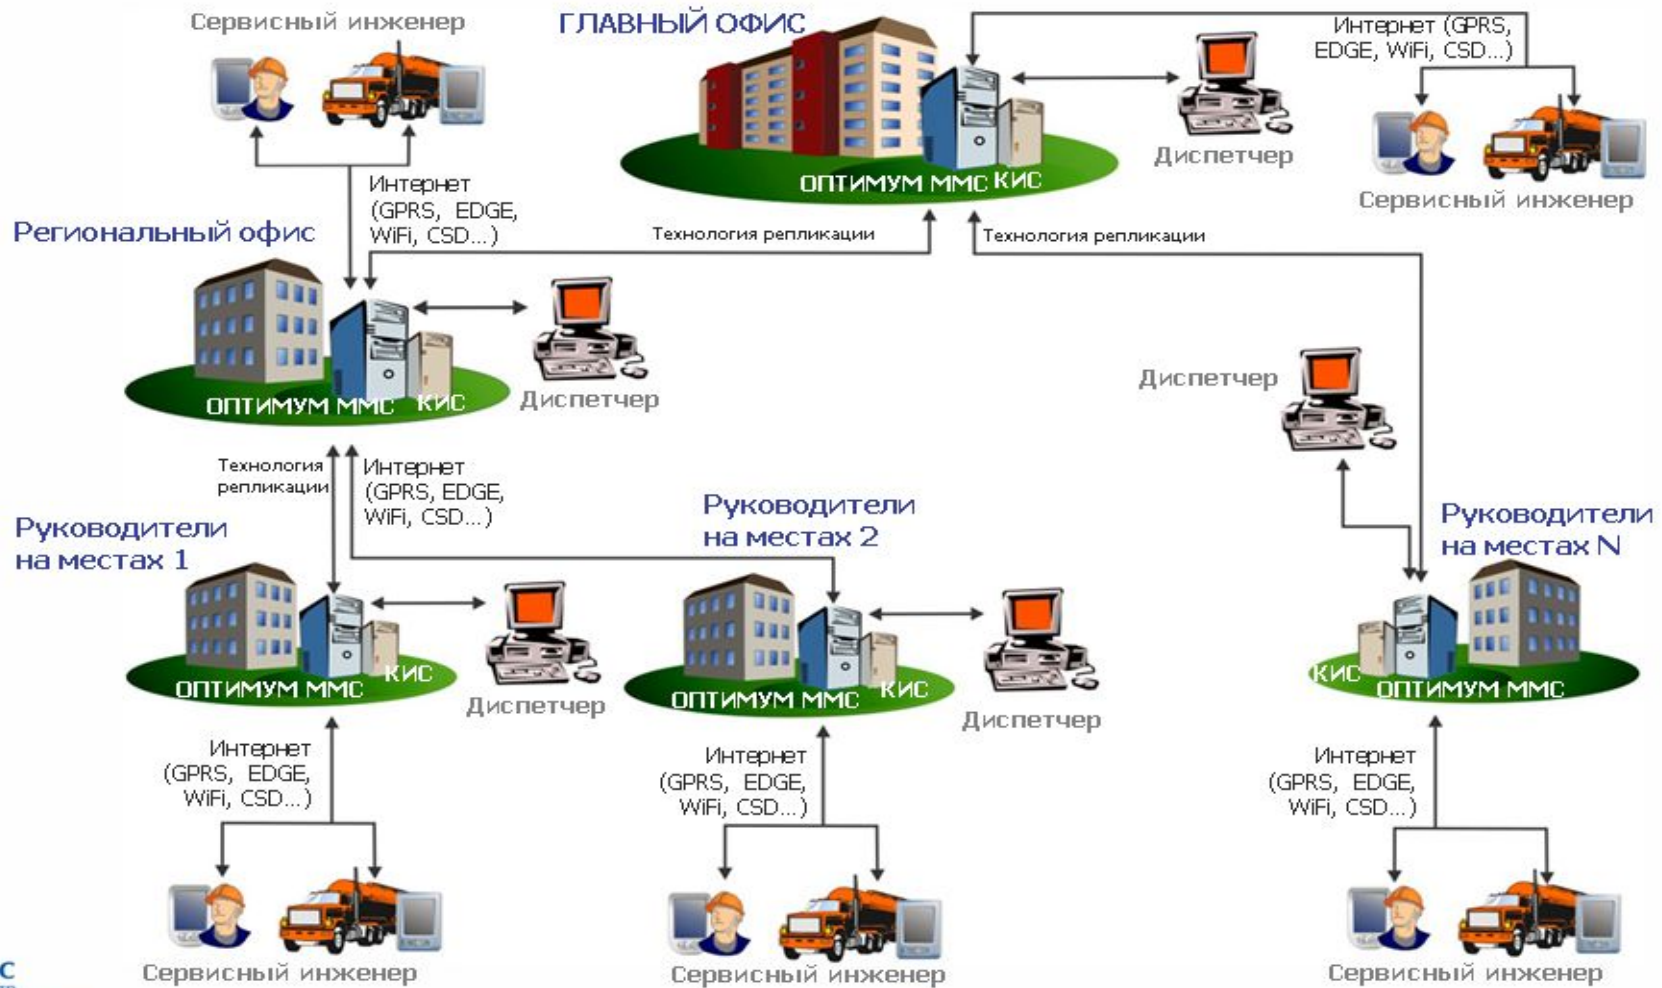 Сервисный инженер
ГЛАВНЫЙ ОФИС
Интернет (GPRS,
EDGE, WiFi, CSD...)
Диспетчер
ОПТИМУМ ММС КИС
Сервисный инженер
Интернет
(GPRS, EDGE,
WiFi, CSD...)
Региональный офис
Технология репликации
Технология репликации
ОПТИМУМ ММС КИС
Диспетчер
Диспетчер
Технология
репликации
Интернет
(GPRS, EDGE,
WiFi, CSD...)
Руководители
на местах 1
Руководители
на местах 2
Руководители
на местах N
ОПТИМУМ ММС КИС
Диспетчер
ОПТИМУМ ММС КИС
Диспетчер
КИС ОПТИМУМ ММС
Интернет
(GPRS, EDGE,
WiFi, CSD...)
Интернет
(GPRS, EDGE,
WiFi, CSD...)
Интернет
(GPRS, EDGE,
WiFi, CSD...)
Сервисный инженер
Сервисный инженер
Сервисный инженер